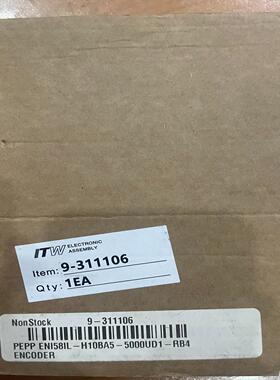 ITW ELECTRONIC
ASSEMBLY
Item: 9-311106
Qty: 1EA
NonStock 9-311106
PEPP ENI58IL-H10BA5-5000UD1-RB4
ENCODER